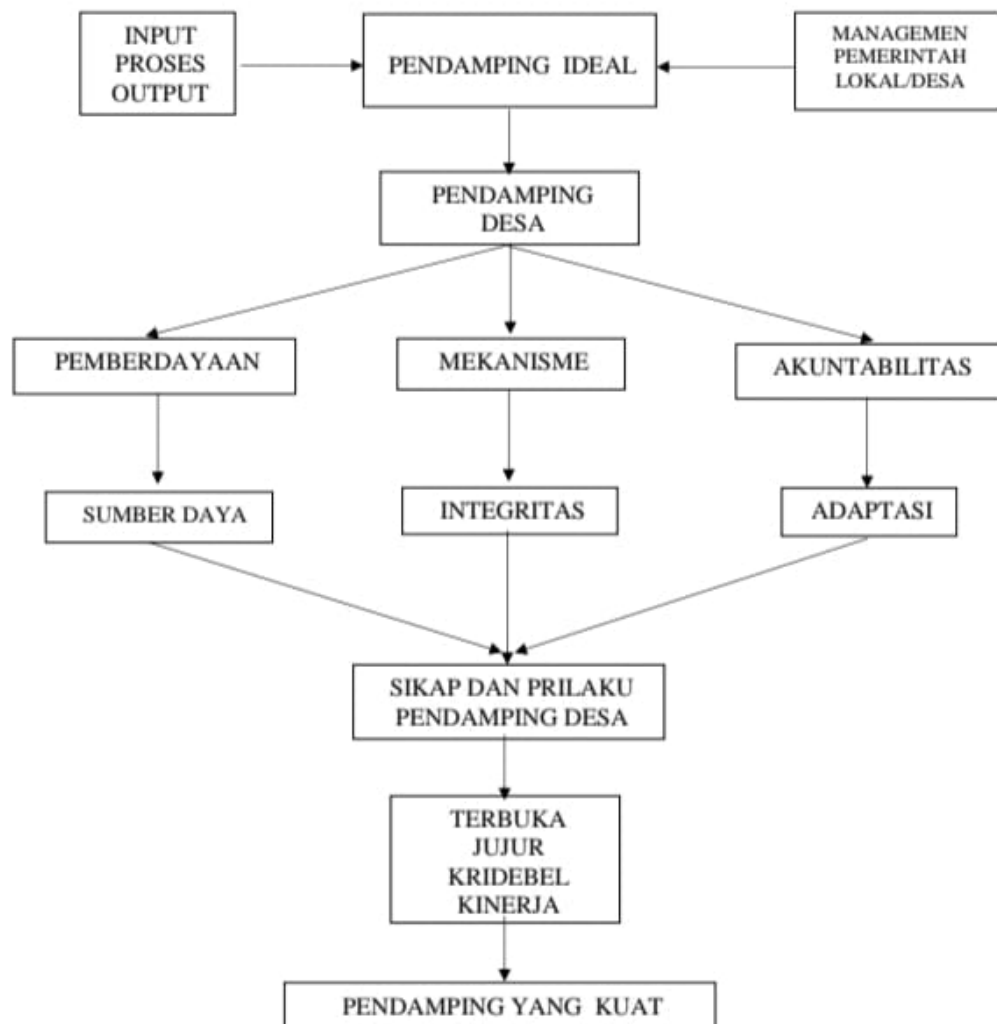 INPUT
PROSES
OUTPUT
PENDAMPING IDEAL
MANAGEMEN
PEMERINTAH
LOKAL/DESA
PENDAMPING
DESA
PEMBERDAYAAN
MEKANISME
AKUNTABILITAS
SUMBER DAYA
INTEGRITAS
ADAPTASI
SIKAP DAN PRILAKU
PENDAMPING DESA
TERBUKA
JUJUR
KRIDEBEL
KINERJA
PENDAMPING YANG KUAT